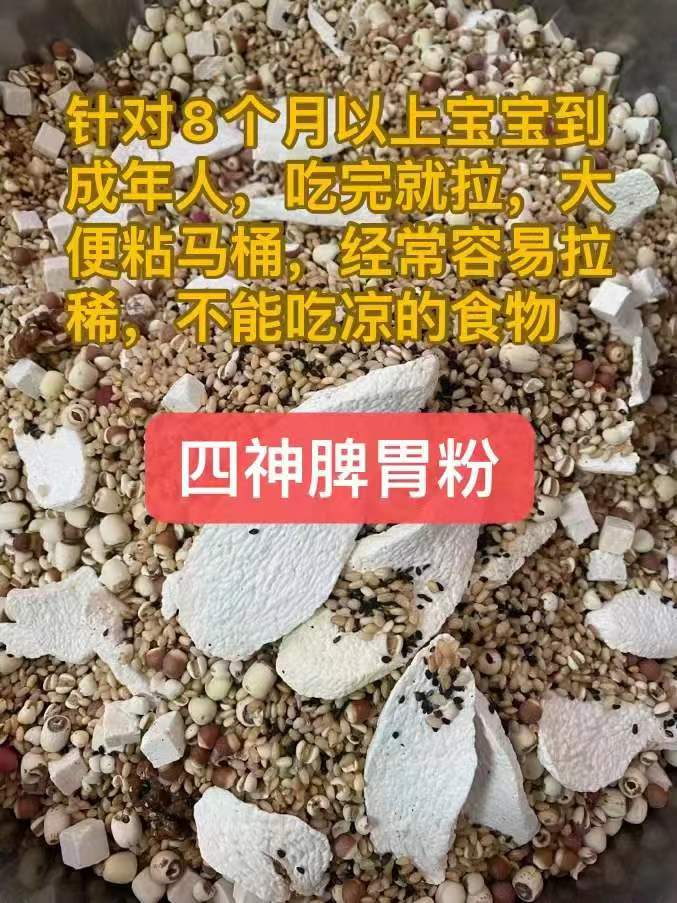 针对8个月以上宝宝到
成年人，吃完就拉，大
便粘马桶，经常容易拉
稀，不能吃凉的食物
四神脾胃粉